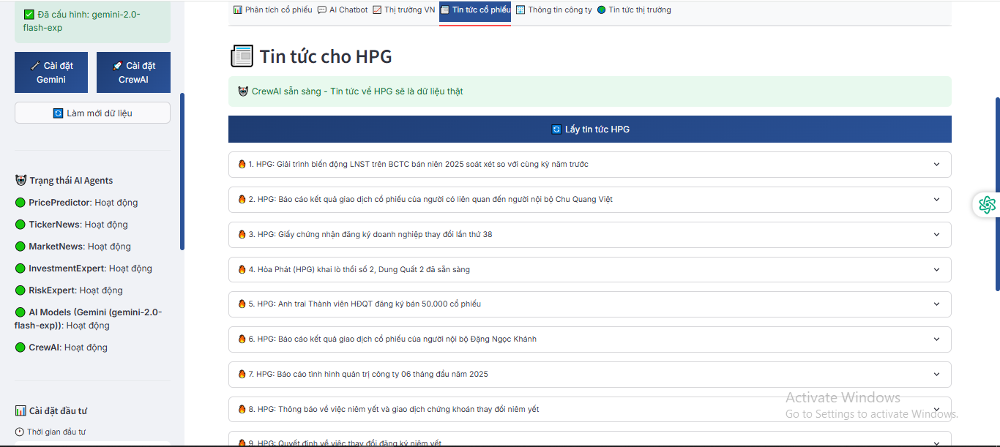 Đã cấu hình: gemini-2.0-
flash-exp
Cài đặt
Gemini
Cài đặt
CrewAI
Làm mới dữ liệu
Trạng thái AI Agents
PricePredictor: Hoạt động
TickerNews: Hoạt động
MarketNews: Hoạt động
InvestmentExpert: Hoạt động
RiskExpert: Hoạt động
AI Models (Gemini (gemini-2.0-
flash-exp)): Hoạt động
CrewAI: Hoạt động
Cài đặt đầu tư
Thời gian đầu tư
Phân tích cổ phiếu AI Chatbot Thị trường VN Tin tức cổ phiếu Thông tin công ty Tin tức thị trường
Tin tức cho HPG
CrewAI sẵn sàng - Tin tức về HPG sẽ là dữ liệu thật
Lấy tin tức HPG
1. HPG: Giải trình biến động LNST trên BCTC bán niên 2025 soát xét so với cùng kỳ năm trước
2. HPG: Báo cáo kết quả giao dịch cổ phiếu của người có liên quan đến người nội bộ Chu Quang Việt
3. HPG: Giấy chứng nhận đăng ký doanh nghiệp thay đổi lần thứ 38
4. Hòa Phát (HPG) khai lò thổi số 2, Dung Quất 2 đã sẵn sàng
5. HPG: Anh trai Thành viên HĐQT đăng ký bán 50.000 cổ phiếu
6. HPG: Báo cáo kết quả giao dịch cổ phiếu của người nội bộ Đặng Ngọc Khánh
7. HPG: Báo cáo tình hình quản trị công ty 06 tháng đầu năm 2025
8. HPG: Thông báo về việc niêm yết và giao dịch chứng khoán thay đổi niêm yết
9. HPG: Quyết định về việc thay đổi đăng ký niêm yết
Activate Windows
Go to Settings to activate Windows.